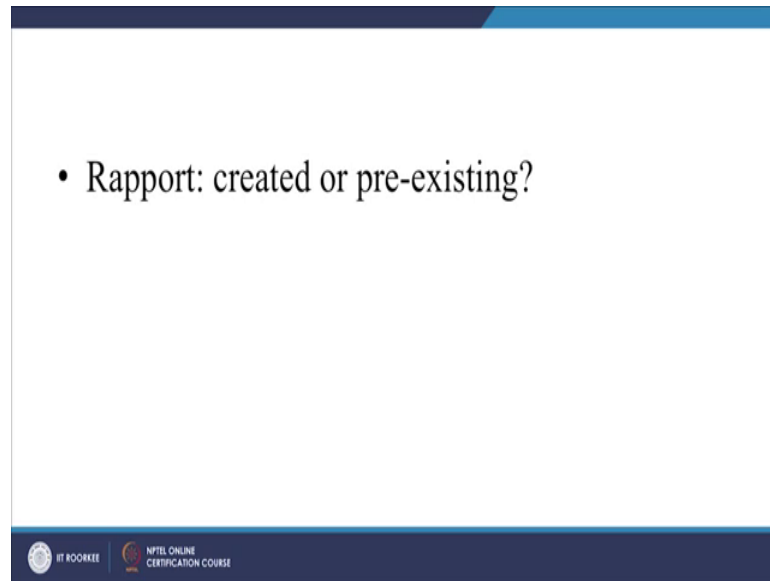 • Rapport: created or pre-existing?
IIT ROORKEE
NPTEL ONLINE
CERTIFICATION COURSE